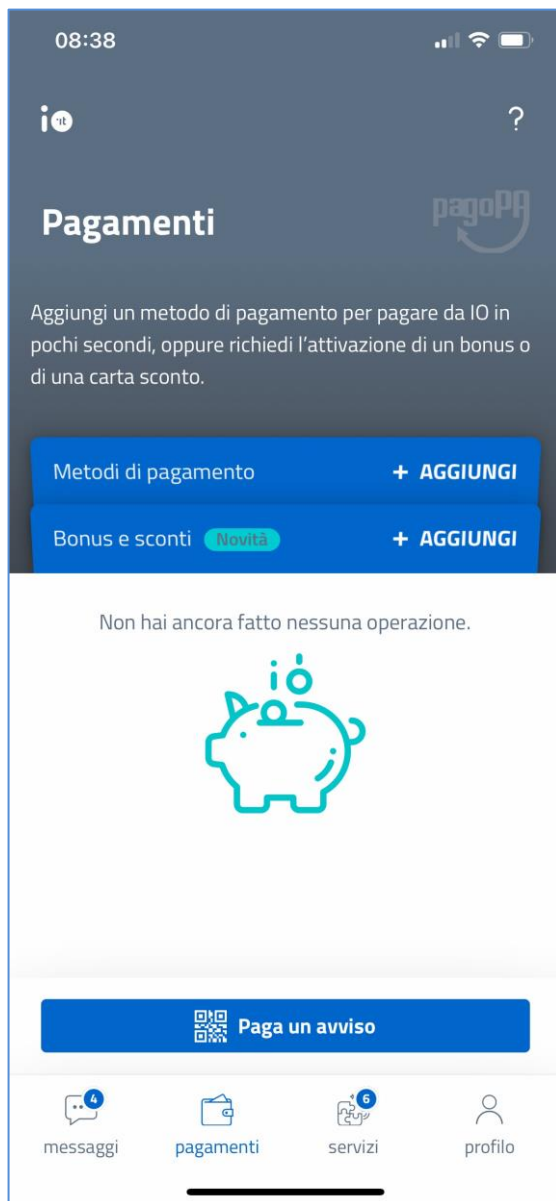 08:38
io
it
?
Pagamenti
pagoPA
Aggiungi un metodo di pagamento per pagare da IO in
pochi secondi, oppure richiedi l’attivazione di un bonus o
di una carta sconto.
Metodi di pagamento + AGGIUNGI
Bonus e sconti Novità + AGGIUNGI
Non hai ancora fatto nessuna operazione.
Paga un avviso
4 6
messaggi pagamenti servizi profilo